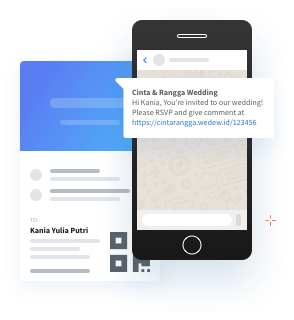 Cinta & Rangga Wedding
Hi Kania, You're invited to our wedding!
Please RSVP and give comment at
https://cintarangga.wedew.id/123456
TO
Kania Yulia Putri